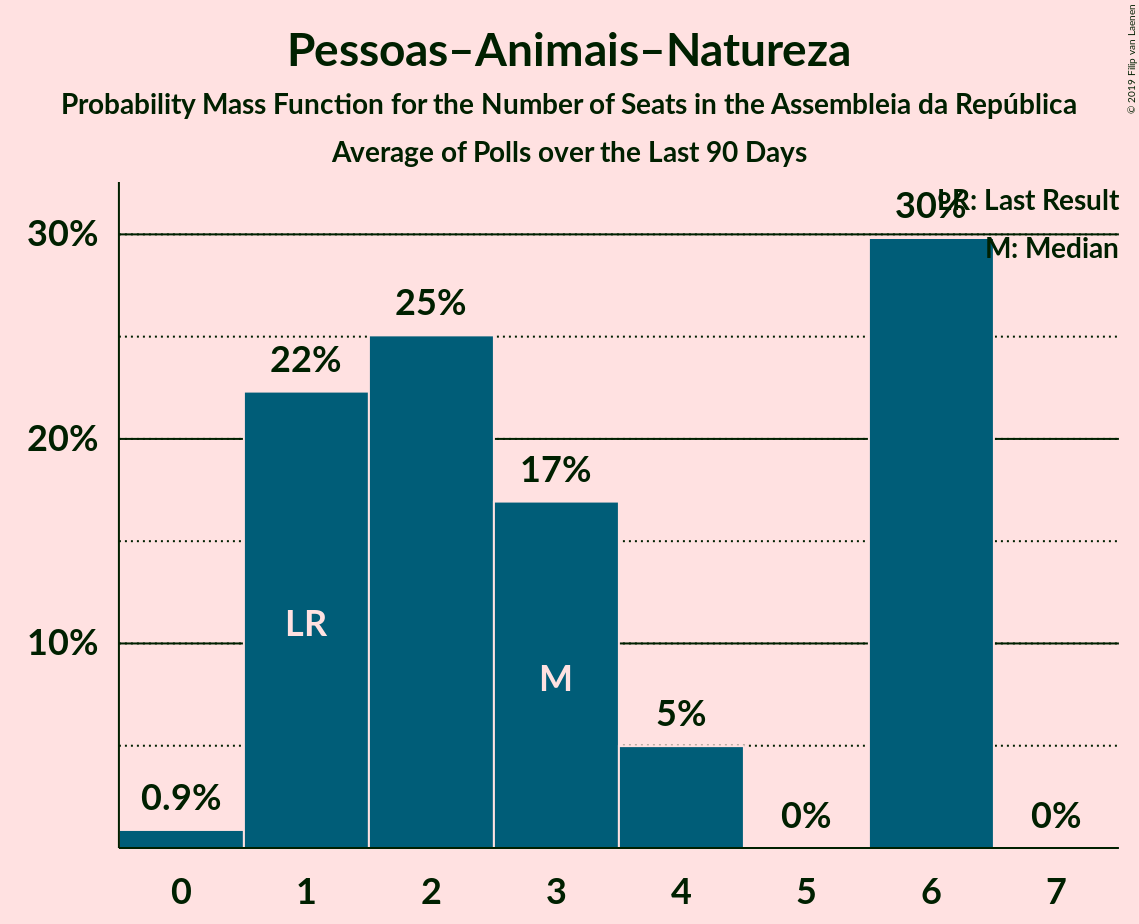 Pessoas–Animais–Natureza
Probability Mass Function for the Number of Seats in the Assembleia da República
Average of Polls over the Last 90 Days
© 2019 Filip van Laenen
LR: Last Result
M: Median
30%
20%
10%
0.9%
22%
25%
17%
5%
0%
30%
0%
LR
M
0 1 2 3 4 5 6 7